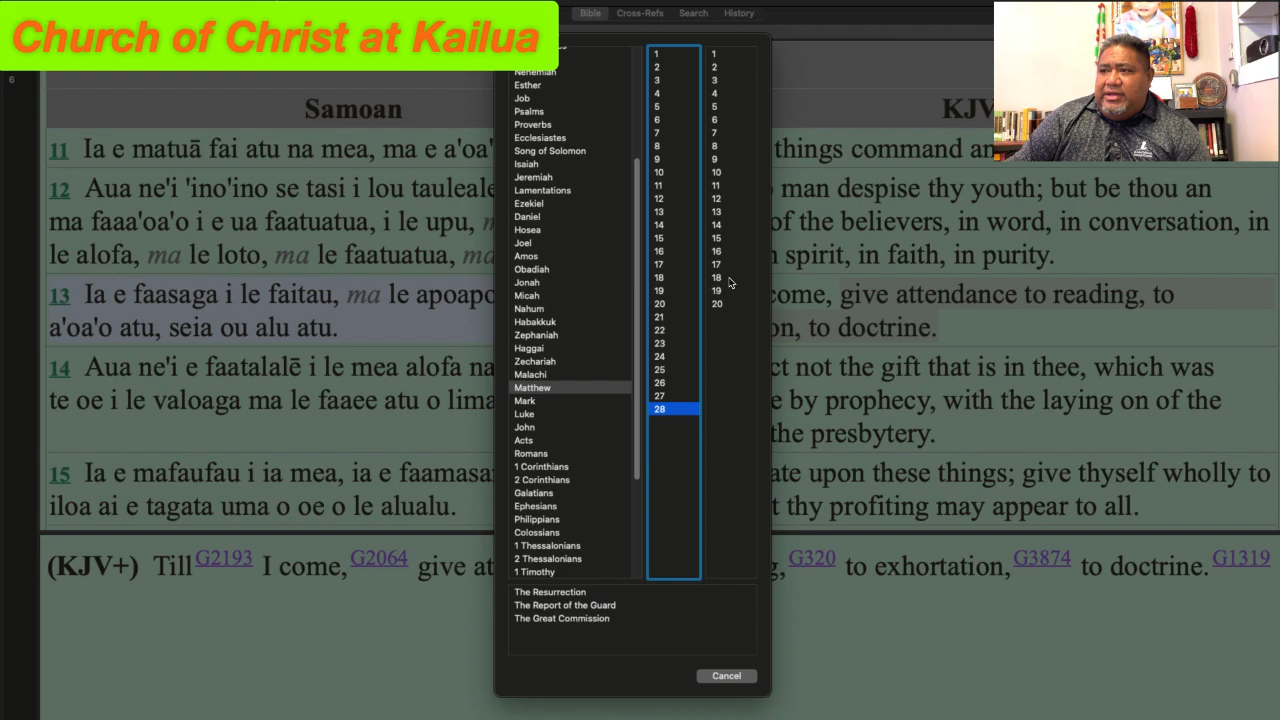 Church of Christ at Kailua
Bible Cross-Refs Search History
6
Samoan
KJV
11 Ia e matuā fai atu na mea, ma e a'oa'
things command an
12 Aua ne'i 'ino'ino se tasi i lou tauleale
man despise thy youth; but be thou an
ma faaa'oa'o i e ua faatuatua, i le upu,
of the believers, in word, in conversation, in
le alofa, ma le loto, ma le faatuatua, ma
spirit, in faith, in purity.
13 Ia e faasaga i le faitau, ma le apoapo
come, give attendance to reading, to
a'oa'o atu, seia ou alu atu.
on, to doctrine.
14 Aua ne'i e faatalalē i le mea alofa na
ct not the gift that is in thee, which was
te oe i le valoaga ma le faaee atu o lima
e by prophecy, with the laying on of the
the presbytery.
15 Ia e mafaufau i ia mea, ia e faamasan
ate upon these things; give thyself wholly to
iloa ai e tagata uma o oe o le alualu.
t thy profiting may appear to all.
(KJV+) Till G2193 I come, G2064 give at
g, G320 to exhortation, G3874 to doctrine. G1319
Nehemiah
Esther
Job
Psalms
Proverbs
Ecclesiastes
Song of Solomon
Isaiah
Jeremiah
Lamentations
Ezekiel
Daniel
Hosea
Joel
Amos
Obadiah
Jonah
Micah
Nahum
Habakkuk
Zephaniah
Haggai
Zechariah
Malachi
Matthew
Mark
Luke
John
Acts
Romans
1 Corinthians
2 Corinthians
Galatians
Ephesians
Philippians
Colossians
1 Thessalonians
2 Thessalonians
1 Timothy
1
2
3
4
5
6
7
8
9
10
11
12
13
14
15
16
17
18
19
20
21
22
23
24
25
26
27
28
1
2
3
4
5
6
7
8
9
10
11
12
13
14
15
16
17
18
19
20
The Resurrection
The Report of the Guard
The Great Commission
Cancel